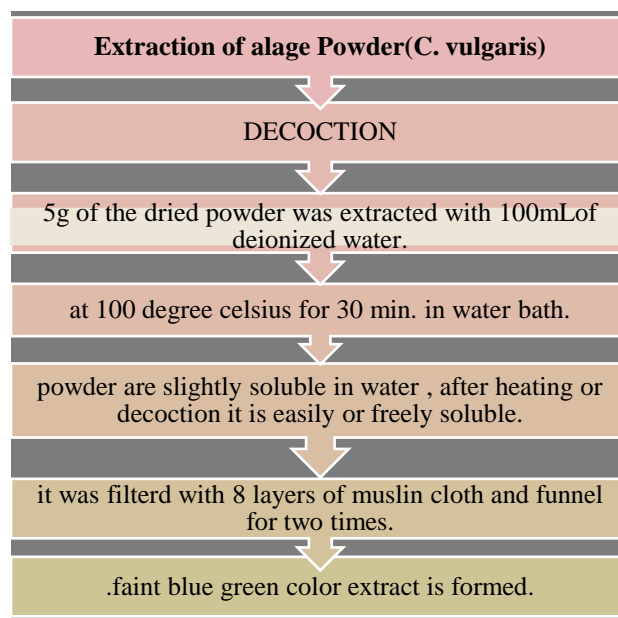 Extraction of alage Powder(C. vulgaris)
DECOCTION
5g of the dried powder was extracted with 100mLof
deionized water.
at 100 degree celsius for 30 min. in water bath.
powder are slightly soluble in water , after heating or
decoction it is easily or freely soluble.
it was filterd with 8 layers of muslin cloth and funnel
for two times.
.faint blue green color extract is formed.